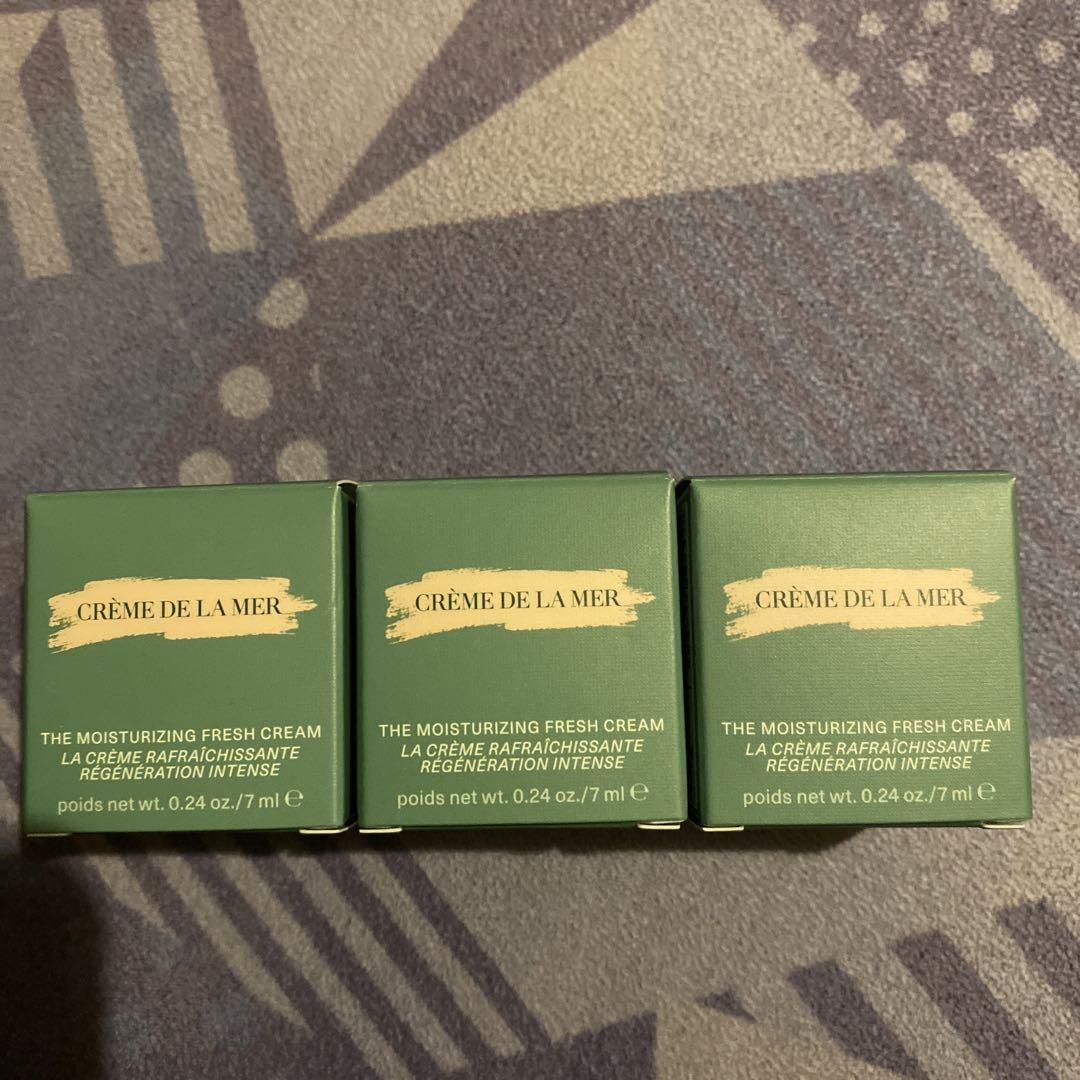 CRÈME DE LA MER
THE MOISTURIZING FRESH CREAM
LA CRÈME RAFRAÎCHISSANTE
RÉGÉNÉRATION INTENSE
poids net wt. 0.24 oz./7 ml ℮
CRÈME DE LA MER
THE MOISTURIZING FRESH CREAM
LA CRÈME RAFRAÎCHISSANTE
RÉGÉNÉRATION INTENSE
poids net wt. 0.24 oz./7 ml ℮
CRÈME DE LA MER
THE MOISTURIZING FRESH CREAM
LA CRÈME RAFRAÎCHISSANTE
RÉGÉNÉRATION INTENSE
poids net wt. 0.24 oz./7 ml ℮